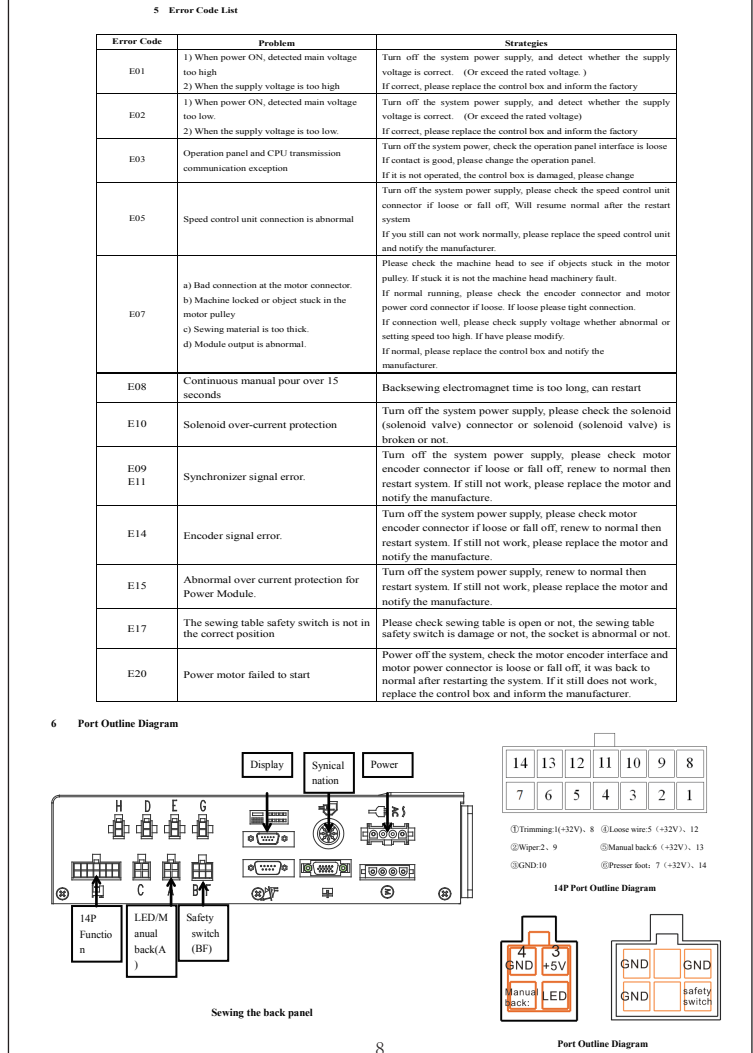 5 Error Code List
Error Code Problem Strategies
E01
1) When power ON, detected main voltage
too high
2) When the supply voltage is too high
Turn off the system power supply, and detect whether the supply
voltage is correct. (Or exceed the rated voltage. )
If correct, please replace the control box and inform the factory
E02
1) When power ON, detected main voltage
too low.
2) When the supply voltage is too low.
Turn off the system power supply, and detect whether the supply
voltage is correct. (Or exceed the rated voltage)
If correct, please replace the control box and inform the factory
E03
Operation panel and CPU transmission
communication exception
Turn off the system power, check the operation panel interface is loose
If contact is good, please change the operation panel.
If it is not operated, the control box is damaged, please change
E05
Speed control unit connection is abnormal
Turn off the system power supply, please check the speed control unit
connector if loose or fall off, Will resume normal after the restart
system
If you still can not work normally, please replace the speed control unit
and notify the manufacturer.
E07
a) Bad connection at the motor connector.
b) Machine locked or object stuck in the
motor pulley
c) Sewing material is too thick.
d) Module output is abnormal.
Please check the machine head to see if objects stuck in the motor
pulley. If stuck it is not the machine head machinery fault.
If normal running, please check the encoder connector and motor
power cord connector if loose. If loose please tight connection.
If connection well, please check supply voltage whether abnormal or
setting speed too high. If have please modify.
If normal, please replace the control box and notify the
manufacturer.
E08
Continuous manual pour over 15
seconds
Backsewing electromagnet time is too long, can restart
E10
Solenoid over-current protection
Turn off the system power supply, please check the solenoid
(solenoid valve) connector or solenoid (solenoid valve) is
broken or not.
E09
E11
Synchronizer signal error.
Turn off the system power supply, please check motor
encoder connector if loose or fall off, renew to normal then
restart system. If still not work, please replace the motor and
notify the manufacture.
E14
Encoder signal error.
Turn off the system power supply, please check motor
encoder connector if loose or fall off, renew to normal then
restart system. If still not work, please replace the motor and
notify the manufacture.
E15
Abnormal over current protection for
Power Module.
Turn off the system power supply, renew to normal then
restart system. If still not work, please replace the motor and
notify the manufacture.
E17
The sewing table safety switch is not in
the correct position
Please check sewing table is open or not, the sewing table
safety switch is damage or not, the socket is abnormal or not.
E20
Power motor failed to start
Power off the system, check the motor encoder interface and
motor power connector is loose or fall off, it was back to
normal after restarting the system. If it still does not work,
replace the control box and inform the manufacturer.
6 Port Outline Diagram
Display
Synical
nation
Power
H D E G
C A B F
14P
Functio
n
LED/M
anual
back(A
)
Safety
switch
(BF)
Sewing the back panel
14 13 12 11 10 9 8
7 6 5 4 3 2 1
①Trimming:1(+32V)、8 ④Loose wire:5 (+32V)、12
②Wiper:2、9 ⑤Manual back:6 (+32V)、13
③GND:10 ⑥Presser foot: 7 (+32V)、14
14P Port Outline Diagram
4 3
GND +5V
Manual
back: LED
GND GND
GND safety
switch
Port Outline Diagram
8